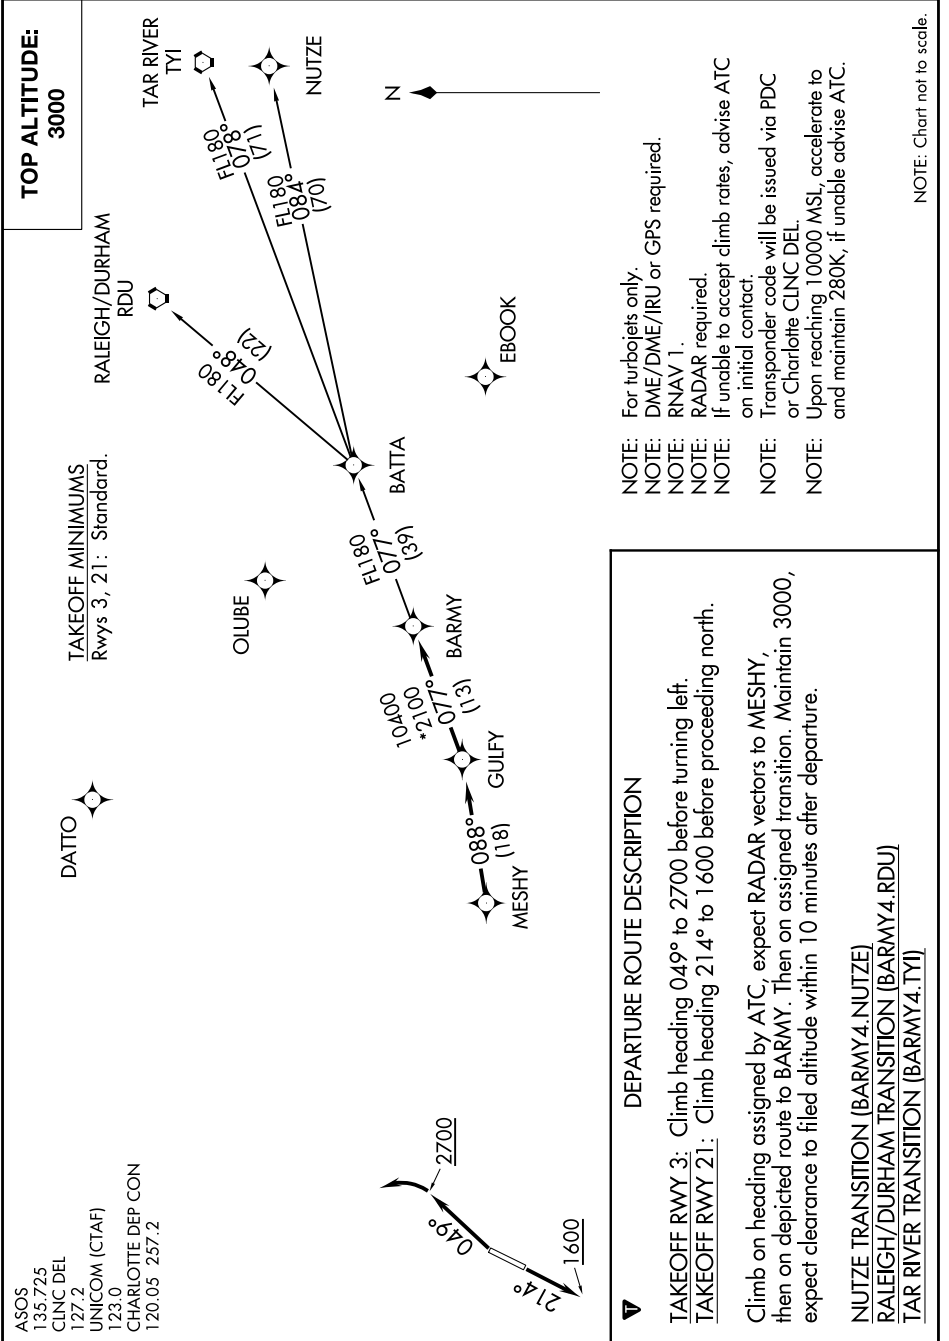 ASOS
135.725
CLNC DEL
127.2
UNICOM (CTAF)
123.0
CHARLOTTE DEP CON
120.05 257.2
TOP ALTITUDE:
3000
TAKEOFF MINIMUMS
Rwys 3, 21: Standard.
RALEIGH/DURHAM
RDU
TAR RIVER
TYI
NUTZE
DATTO
OLUBE
FL180
048°
(22)
FL180
078°
(71)
FL180
084°
(70)
BATTA
FL180
077°
(39)
BARMY
10400
*2100
077°
(13)
GULFY
088°
(18)
MESHY
EBOOK
N
2700
049°
214°
1600
NOTE: For turbojets only.
NOTE: DME/DME/IRU or GPS required.
NOTE: RNAV 1.
NOTE: RADAR required.
NOTE: If unable to accept climb rates, advise ATC
on initial contact.
NOTE: Transponder code will be issued via PDC
or Charlotte CLNC DEL.
NOTE: Upon reaching 10000 MSL, accelerate to
and maintain 280K, if unable advise ATC.
NOTE: Chart not to scale.
T
DEPARTURE ROUTE DESCRIPTION
TAKEOFF RWY 3: Climb heading 049° to 2700 before turning left.
TAKEOFF RWY 21: Climb heading 214° to 1600 before proceeding north.
Climb on heading assigned by ATC, expect RADAR vectors to MESHY,
then on depicted route to BARMY. Then on assigned transition. Maintain 3000,
expect clearance to filed altitude within 10 minutes after departure.
NUTZE TRANSITION (BARMY4.NUTZE)
RALEIGH/DURHAM TRANSITION (BARMY4.RDU)
TAR RIVER TRANSITION (BARMY4.TYI)